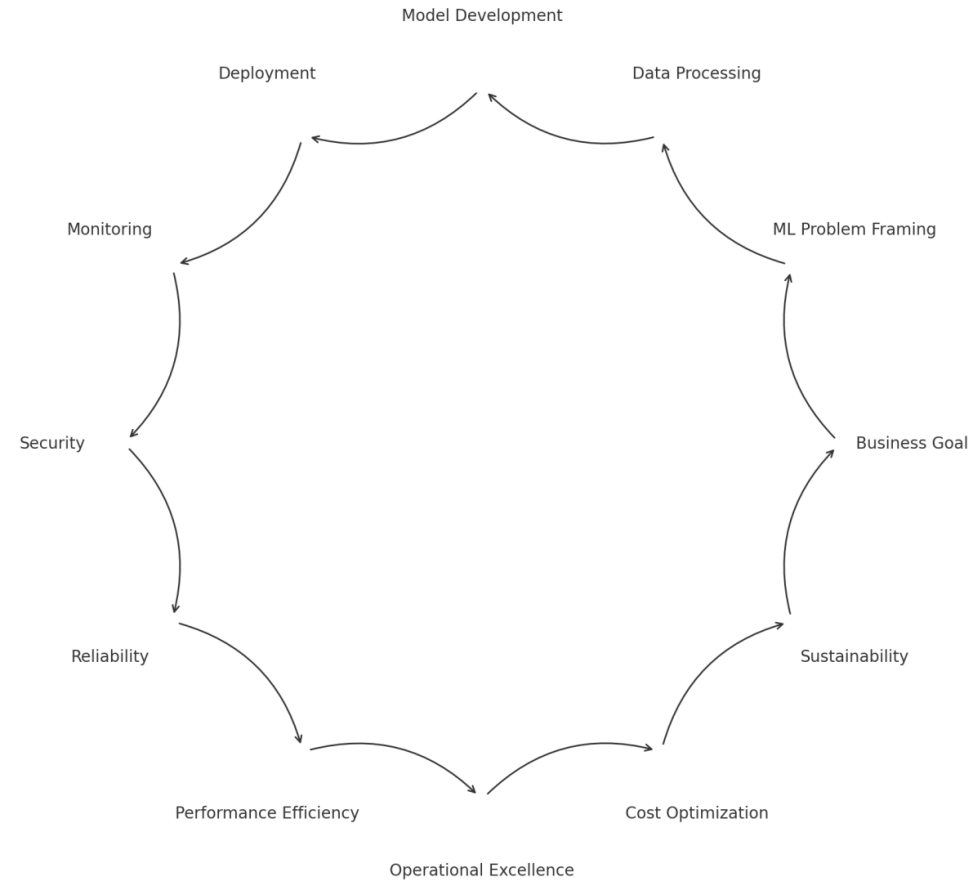 Model Development
Deployment
Data Processing
Monitoring
ML Problem Framing
Security
Business Goal
Reliability
Sustainability
Performance Efficiency
Cost Optimization
Operational Excellence